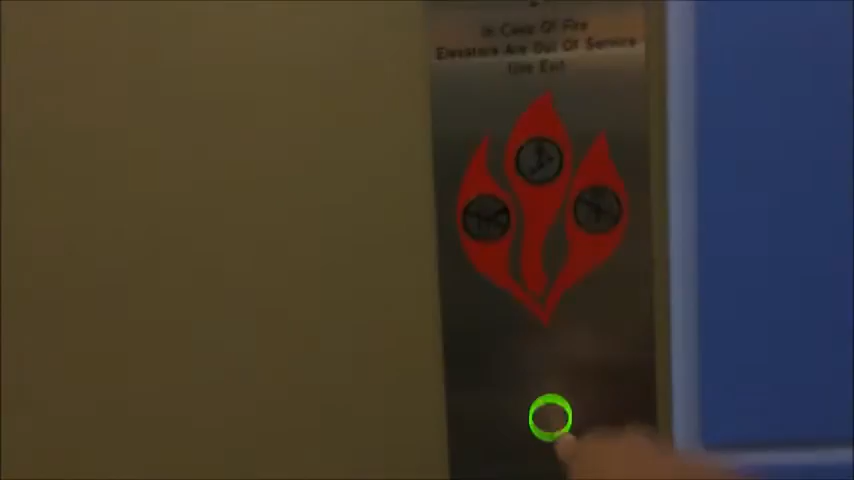 In Case Of Fire
Elevators Are Out Of Service
Use Exit